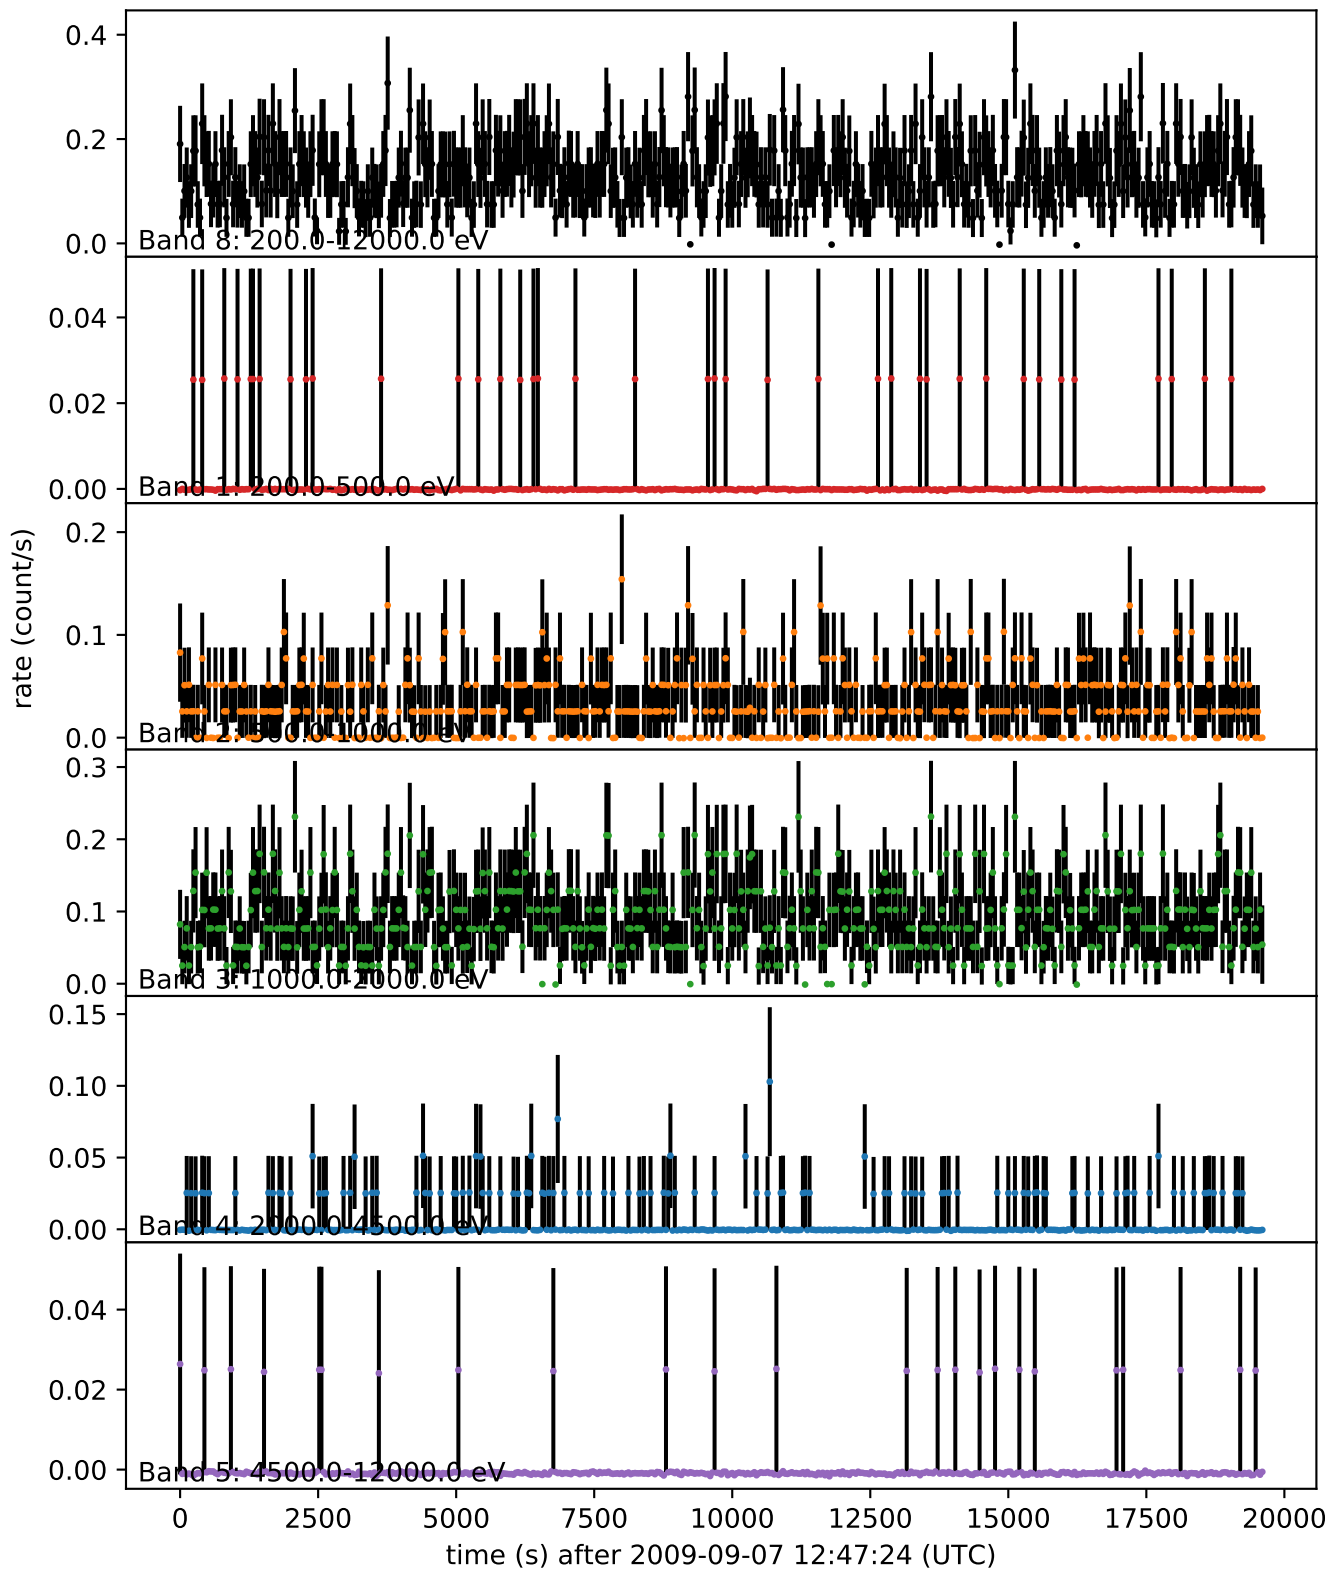 0.4
0.2
0.0
Band 8: 200.0-12000.0 eV
0.04
0.02
0.00
Band 1: 200.0-500.0 eV
rate (count/s)
0.2
0.1
0.0
Band 2: 500.0-1000.0 eV
0.3
0.2
0.1
0.0
Band 3: 1000.0-2000.0 eV
0.15
0.10
0.05
0.00
Band 4: 2000.0-4500.0 eV
0.04
0.02
0.00
Band 5: 4500.0-12000.0 eV
0 2500 5000 7500 10000 12500 15000 17500 20000
time (s) after 2009-09-07 12:47:24 (UTC)